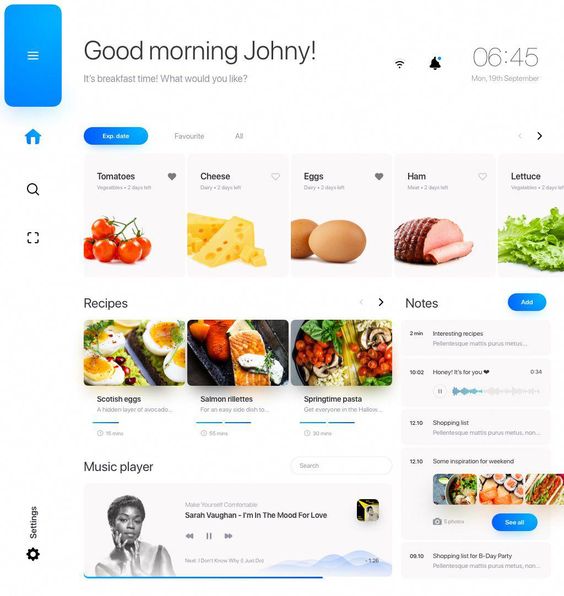 Good morning Johny!
It's breakfast time! What would you like?
06:45
Mon, 19th September
Exp. date
Favourite
All
Tomatoes
Vegetables • 2 days left
Cheese
Dairy • 2 days left
Eggs
Dairy • 2 days left
Ham
Meat • 2 days left
Lettuce
Vegetables • 2 days left
Recipes
Scotish eggs
A hidden layer of avocado...
15 mins
Salmon rillettes
For an easy side dish to...
55 mins
Springtime pasta
Get everyone in the Hallow...
30 mins
Notes
Add
2 min
Interesting recipes
Pellentesque mattis purus metus...
10:02
Honey! It's for you ❤
0:34
12.10
Shopping list
Pellentesque mattis purus metus, non...
12.10
Some inspiration for weekend
5 photos
See all
09.10
Shopping list for B-Day Party
Pellentesque mattis purus metus, non...
Music player
Search
Make Yourself Comfortable
Sarah Vaughan - I'm In The Mood For Love
Next: I Don't Know Why (I Just Do)
- 1:26
Settings